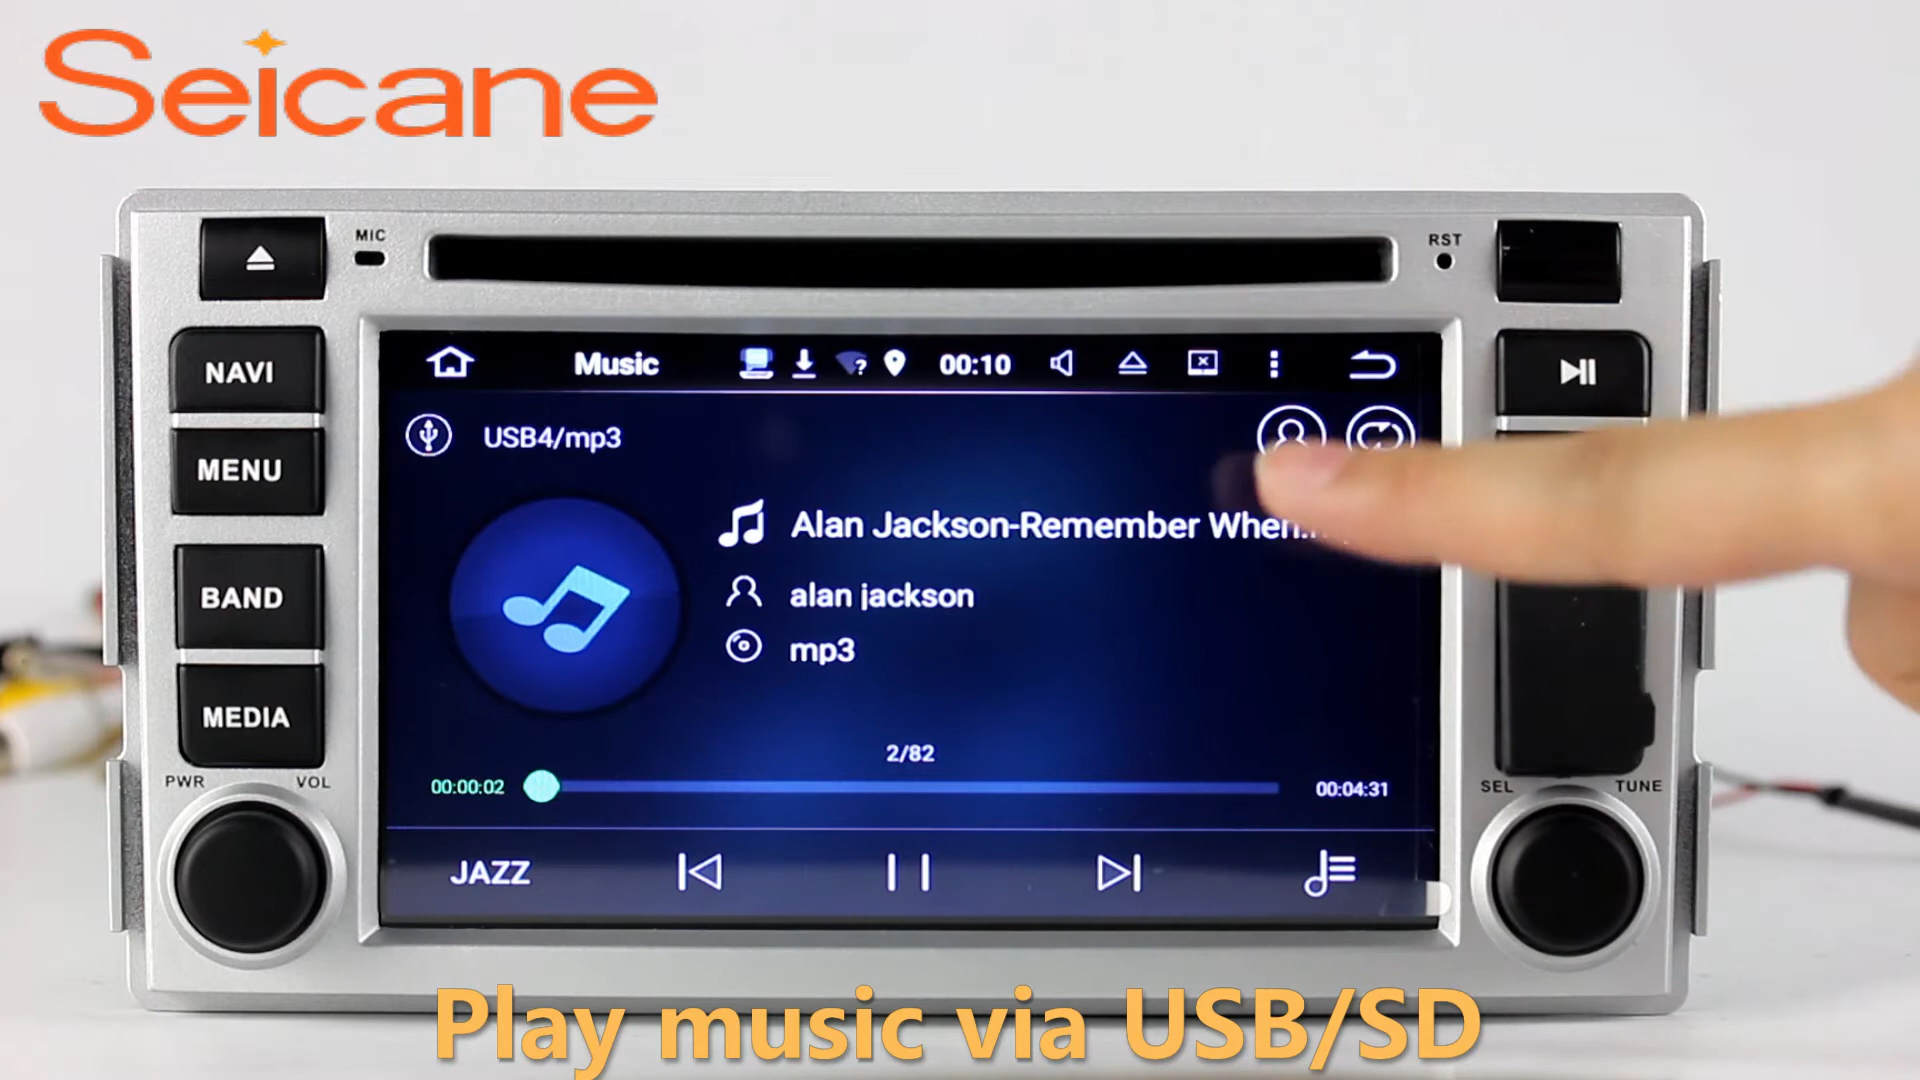 Seicane
MIC
RST
NAVI
MENU
BAND
MEDIA
PWR
VOL
SEL
TUNE
Music
?
00:10
USB4/mp3
Alan Jackson-Remember When...
alan jackson
mp3
2/82
00:00:02
00:04:31
JAZZ
Play music via USB/SD